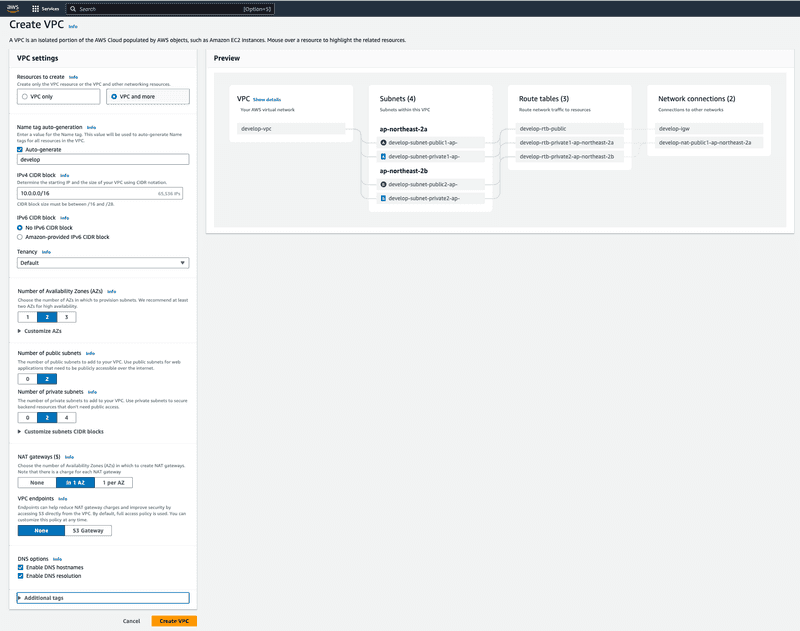 aws
Services
Search
[Option+S]
Create VPC Info
A VPC is an isolated portion of the AWS Cloud populated by AWS objects, such as Amazon EC2 instances. Mouse over a resource to highlight the related resources.
VPC settings
Resources to create Info
Create only the VPC resource or the VPC and other networking resources.
VPC only
VPC and more
Name tag auto-generation Info
Enter a value for the Name tag. This value will be used to auto-generate Name
tags for all resources in the VPC.
Auto-generate
develop
IPv4 CIDR block Info
Determine the starting IP and the size of your VPC using CIDR notation.
10.0.0.0/16
65,536 IPs
CIDR block size must be between /16 and /28.
IPv6 CIDR block Info
No IPv6 CIDR block
Amazon-provided IPv6 CIDR block
Tenancy Info
Default
Number of Availability Zones (AZs) Info
Choose the number of AZs in which to provision subnets. We recommend at least
two AZs for high availability.
1 2 3
Customize AZs
Number of public subnets Info
The number of public subnets to add to your VPC. Use public subnets for web
applications that need to be publicly accessible over the internet.
0 2
Number of private subnets Info
The number of private subnets to add to your VPC. Use private subnets to secure
backend resources that don't need public access.
0 2 4
Customize subnets CIDR blocks
NAT gateways ($) Info
Choose the number of Availability Zones (AZs) in which to create NAT gateways.
Note that there is a charge for each NAT gateway
None In 1 AZ 1 per AZ
VPC endpoints Info
Endpoints can help reduce NAT gateway charges and improve security by
accessing S3 directly from the VPC. By default, full access policy is used. You can
customize this policy at any time.
None S3 Gateway
DNS options Info
Enable DNS hostnames
Enable DNS resolution
Additional tags
Cancel
Create VPC
Preview
VPC Show details
Your AWS virtual network
develop-vpc
Subnets (4)
Subnets within this VPC
ap-northeast-2a
A develop-subnet-public1-ap-
A develop-subnet-private1-ap-
ap-northeast-2b
B develop-subnet-public2-ap-
B develop-subnet-private2-ap-
Route tables (3)
Route network traffic to resources
develop-rtb-public
develop-rtb-private1-ap-northeast-2a
develop-rtb-private2-ap-northeast-2b
Network connections (2)
Connections to other networks
develop-igw
develop-nat-public1-ap-northeast-2a